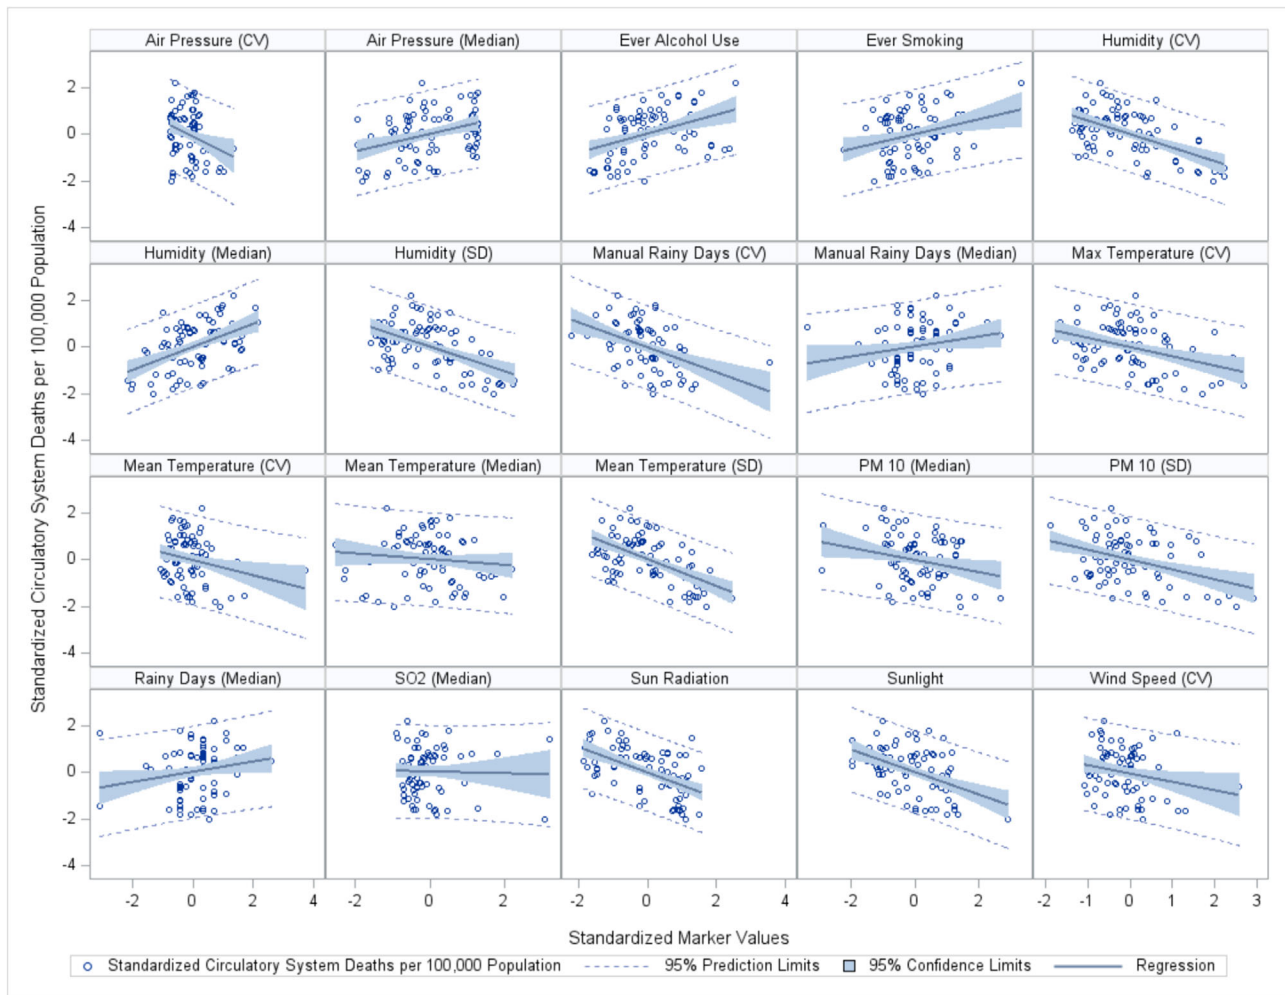 Air Pressure (CV) Air Pressure (Median) Ever Alcohol Use Ever Smoking Humidity (CV)
2
0
-2
-4
Humidity (Median) Humidity (SD) Manual Rainy Days (CV) Manual Rainy Days (Median) Max Temperature (CV)
2
0
-2
-4
Mean Temperature (CV) Mean Temperature (Median) Mean Temperature (SD) PM 10 (Median) PM 10 (SD)
2
0
-2
-4
Rainy Days (Median) SO2 (Median) Sun Radiation Sunlight Wind Speed (CV)
2
0
-2
-4
Standardized Circulatory System Deaths per 100,000 Population
-2 0 2 4 -2 0 2 -2 0 2 4 -2 0 2 -2 -1 0 1 2 3
Standardized Marker Values
Standardized Circulatory System Deaths per 100,000 Population 95% Prediction Limits 95% Confidence Limits Regression